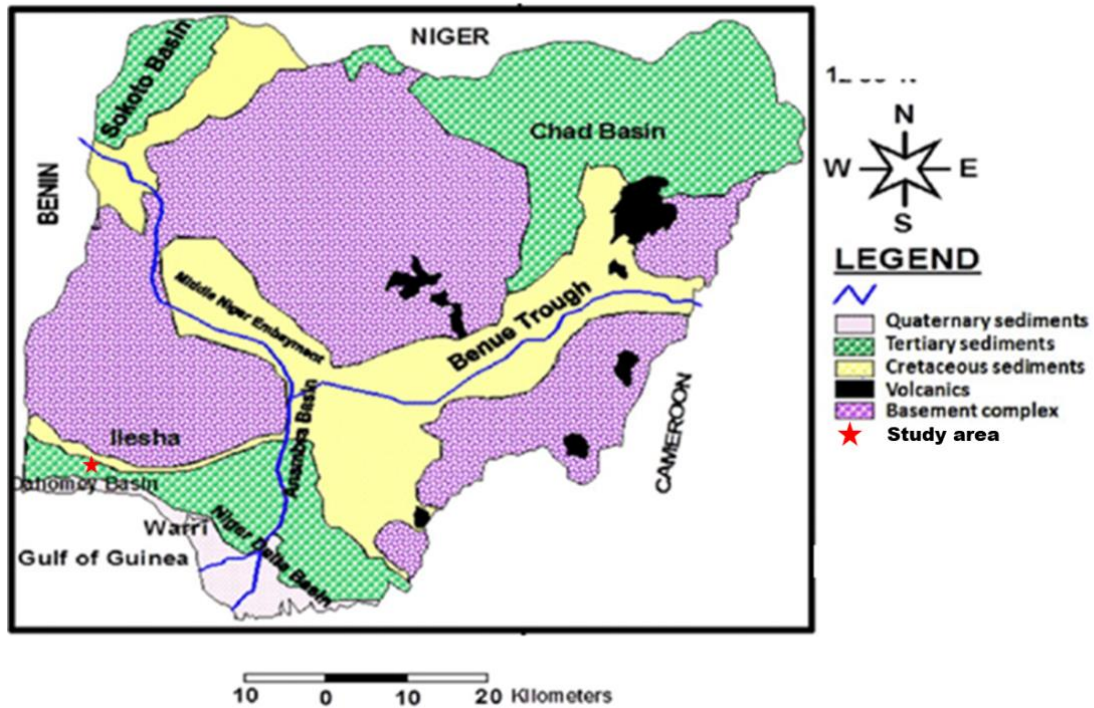 NIGER
Sokoto Basin
Chad Basin
BENIN
N
W E
S
LEGEND
Quaternary sediments
Tertiary sediments
Cretaceous sediments
Volcanics
Basement complex
Study area
Middle Niger Embayment
Benue Trough
Anambra Basin
CAMEROON
Ilesha
Dahomey Basin
Warri
Niger Delta Basin
Gulf of Guinea
10 0 10 20 Kilometers